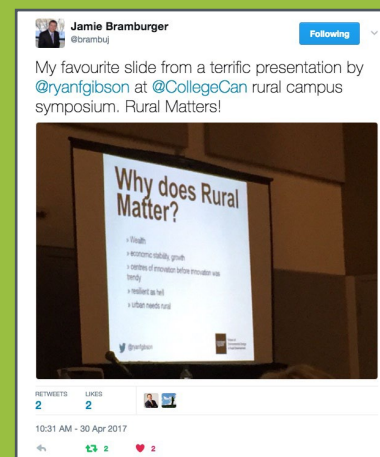 Jamie Bramburger
@brambuj
Following
My favourite slide from a terrific presentation by
@ryanfgibson at @CollegeCan rural campus
symposium. Rural Matters!
Why does Rural
Matter?
» Wealth
» economic stability, growth
» centres of innovation before innovation was
trendy
» resilient as hell
» urban needs rural
@ryanfgibson
RETWEETS LIKES
2 2
10:31 AM - 30 Apr 2017
2 2